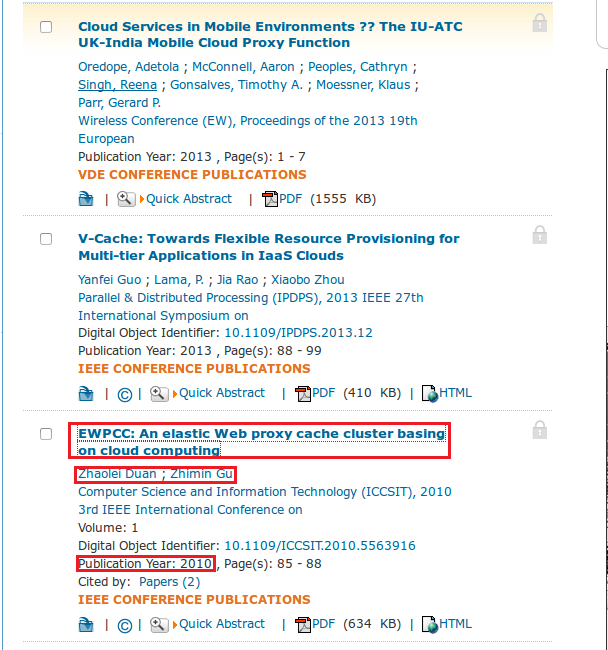 Cloud Services in Mobile Environments ?? The IU-ATC
UK-India Mobile Cloud Proxy Function
Oredope, Adetola ; McConnell, Aaron ; Peoples, Cathryn ;
Singh, Reena ; Gonsalves, Timothy A. ; Moessner, Klaus ;
Parr, Gerard P.
Wireless Conference (EW), Proceedings of the 2013 19th
European
Publication Year: 2013 , Page(s): 1 - 7
VDE CONFERENCE PUBLICATIONS
| Quick Abstract | PDF (1555 KB)
V-Cache: Towards Flexible Resource Provisioning for
Multi-tier Applications in IaaS Clouds
Yanfei Guo ; Lama, P. ; Jia Rao ; Xiaobo Zhou
Parallel & Distributed Processing (IPDPS), 2013 IEEE 27th
International Symposium on
Digital Object Identifier: 10.1109/IPDPS.2013.12
Publication Year: 2013 , Page(s): 88 - 99
IEEE CONFERENCE PUBLICATIONS
| © | Quick Abstract | PDF (410 KB) | HTML
EWPCC: An elastic Web proxy cache cluster basing
on cloud computing
Zhaolei Duan ; Zhimin Gu
Computer Science and Information Technology (ICCSIT), 2010
3rd IEEE International Conference on
Volume: 1
Digital Object Identifier: 10.1109/ICCSIT.2010.5563916
Publication Year: 2010 , Page(s): 85 - 88
Cited by: Papers (2)
IEEE CONFERENCE PUBLICATIONS
| © | Quick Abstract | PDF (634 KB) | HTML